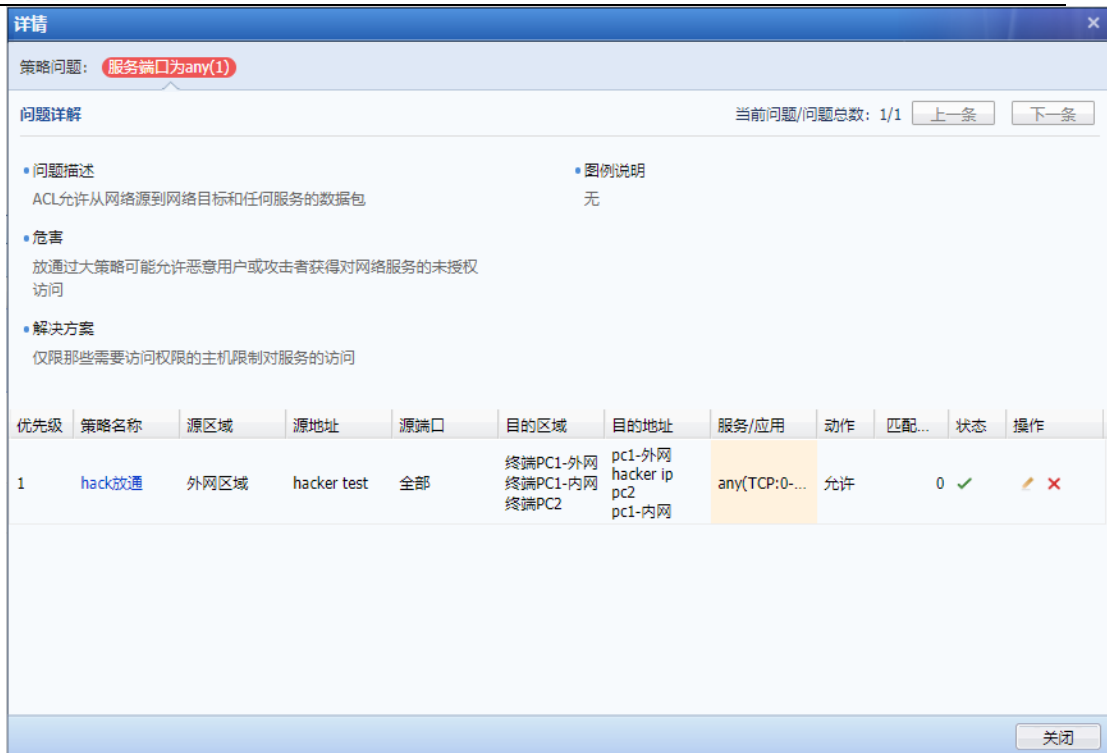 详情
策略问题： 服务端口为any(1)
问题详解
当前问题/问题总数：1/1 上一条 下一条
问题描述
ACL允许从网络源到网络目标和任何服务的数据包
图例说明
无
危害
放通过大策略可能允许恶意用户或攻击者获得对网络服务的未授权
访问
解决方案
仅限那些需要访问权限的主机限制对服务的访问
优先级 策略名称 源区域 源地址 源端口 目的区域 目的地址 服务/应用 动作 匹配... 状态 操作
1 hack放通 外网区域 hacker test 全部
终端PC1-外网
终端PC1-内网
终端PC2
pc1-外网
hacker ip
pc2
pc1-内网
any(TCP:0-... 允许 0
关闭